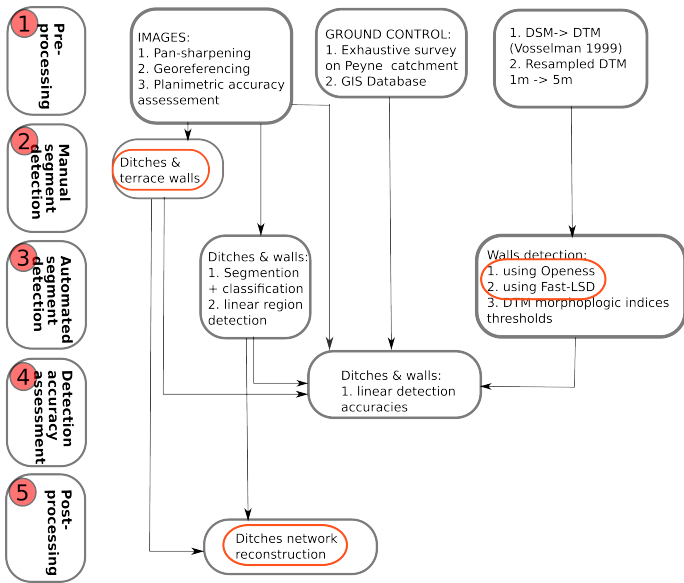 1
Pre-
processing
IMAGES:
1. Pan-sharpening
2. Georeferencing
3. Planimetric accuracy
assessement
GROUND CONTROL:
1. Exhaustive survey
on Peyne catchment
2. GIS Database
1. DSM-> DTM
(Vosselman 1999)
2. Resampled DTM
1m -> 5m
2
Manual
segment
detection
Ditches &
terrace walls
3
Automated
segment
detection
Ditches & walls:
1. Segmention
+ classification
2. linear region
detection
Walls detection:
1. using Openess
2. using Fast-LSD
3. DTM morphoplogic indices
thresholds
4
Detection
accuracy
assessment
Ditches & walls:
1. linear detection
accuracies
5
Post-
processing
Ditches network
reconstruction